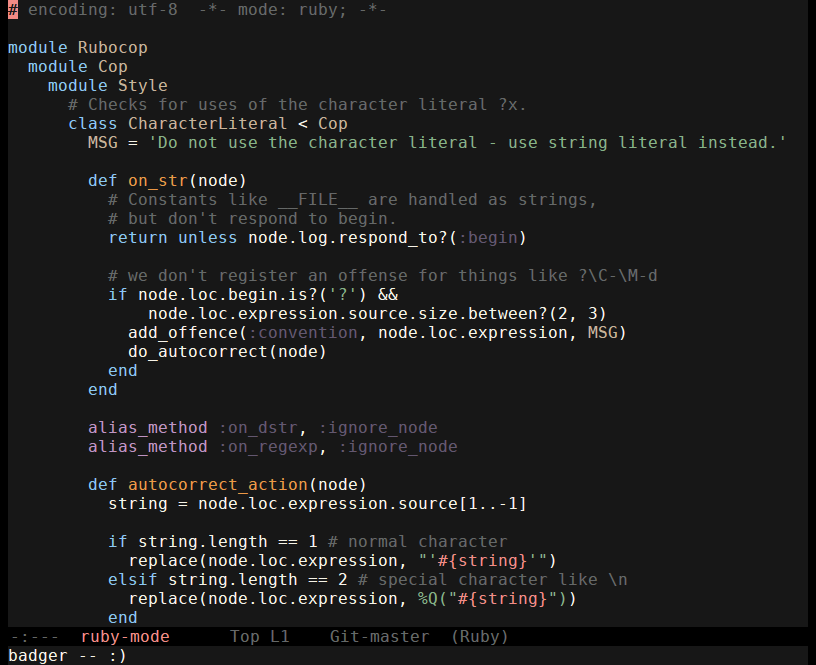 # encoding: utf-8  -*- mode: ruby; -*-

module Rubocop
  module Cop
    module Style
      # Checks for uses of the character literal ?x.
      class CharacterLiteral < Cop
        MSG = 'Do not use the character literal - use string literal instead.'

        def on_str(node)
          # Constants like __FILE__ are handled as strings,
          # but don't respond to begin.
          return unless node.log.respond_to?(:begin)

          # we don't register an offense for things like ?\C-\M-d
          if node.loc.begin.is?('?') &&
              node.loc.expression.source.size.between?(2, 3)
            add_offence(:convention, node.loc.expression, MSG)
            do_autocorrect(node)
          end
        end

        alias_method :on_dstr, :ignore_node
        alias_method :on_regexp, :ignore_node

        def autocorrect_action(node)
          string = node.loc.expression.source[1..-1]

          if string.length == 1 # normal character
            replace(node.loc.expression, "'#{string}'")
          elsif string.length == 2 # special character like \n
            replace(node.loc.expression, %Q("#{string}"))
          end
-:---  ruby-mode      Top L1    Git-master  (Ruby)
badger -- :)